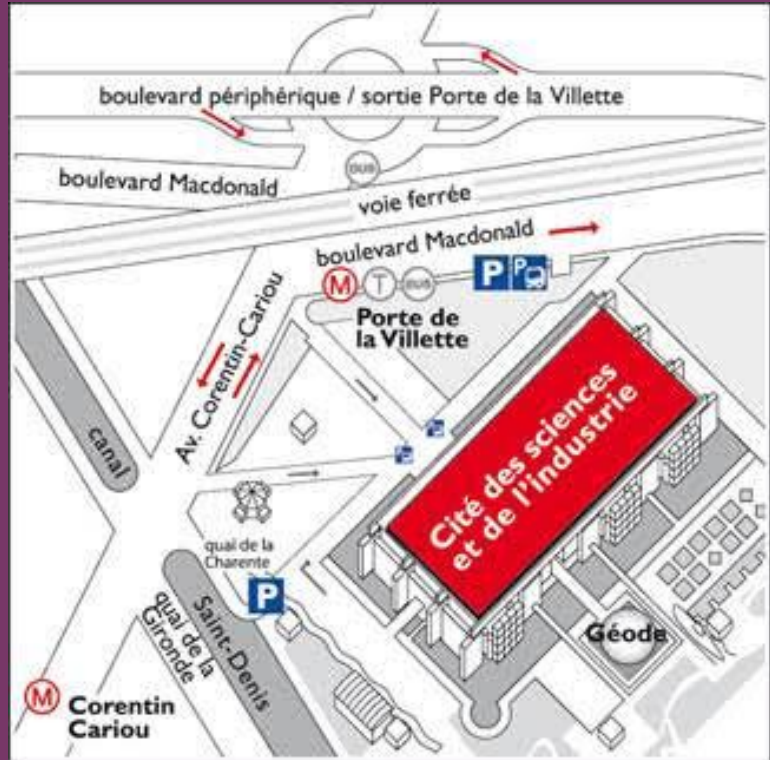 boulevard périphérique / sortie Porte de la Villette
BUS
boulevard Macdonald
voie ferrée
boulevard Macdonald
P P
M T BUS
Porte de
la Villette
Av. Corentin-Cariou
canal
Cité des sciences
et de l'industrie
quai de la
Charente
P
Saint-Denis
quai de la
Gironde
Géode
M Corentin
Cariou